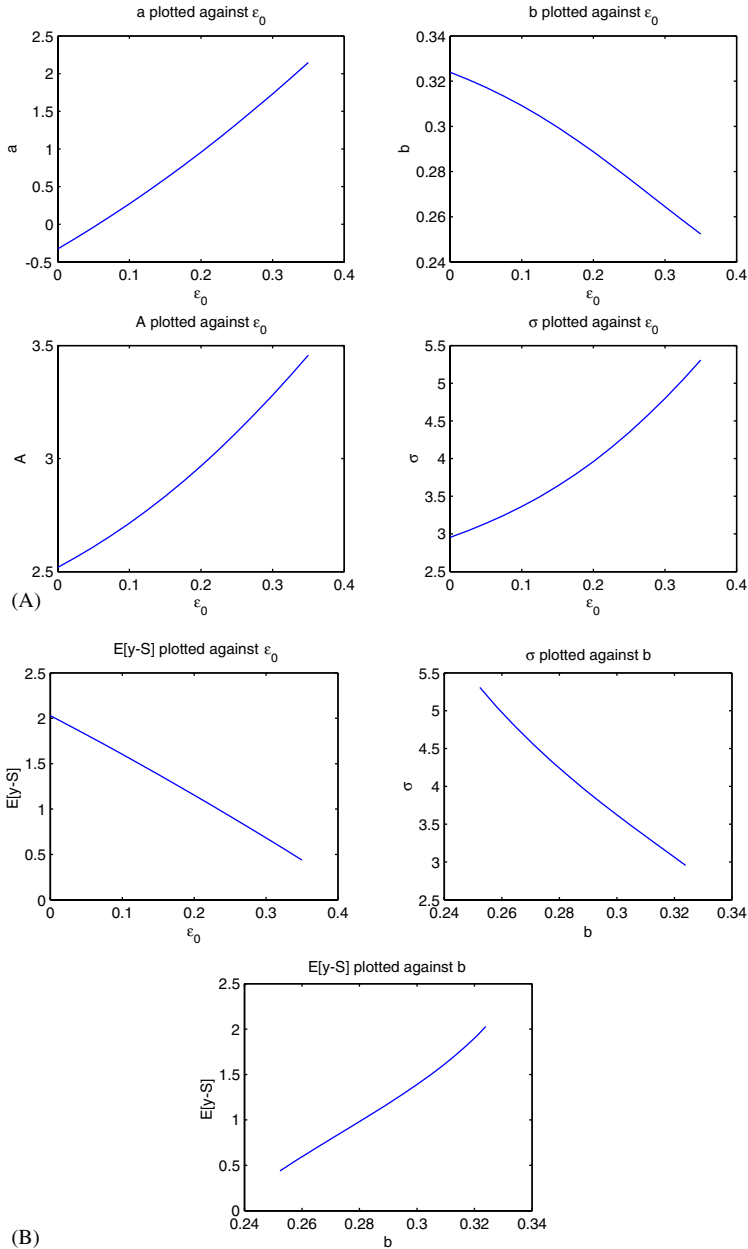 a plotted against ε0
2.5
2
1.5
1
0.5
0
-0.5
a
0 0.1 0.2 0.3 0.4
ε0
b plotted against ε0
0.34
0.32
0.3
0.28
0.26
0.24
b
0 0.1 0.2 0.3 0.4
ε0
A plotted against ε0
3.5
3
2.5
A
0 0.1 0.2 0.3 0.4
ε0
σ plotted against ε0
5.5
5
4.5
4
3.5
3
2.5
σ
0 0.1 0.2 0.3 0.4
ε0
(A)
E[y-S] plotted against ε0
2.5
2
1.5
1
0.5
0
E[y-S]
0 0.1 0.2 0.3 0.4
ε0
σ plotted against b
5.5
5
4.5
4
3.5
3
2.5
σ
0.24 0.26 0.28 0.3 0.32 0.34
b
E[y-S] plotted against b
2.5
2
1.5
1
0.5
0
E[y-S]
0.24 0.26 0.28 0.3 0.32 0.34
b
(B)